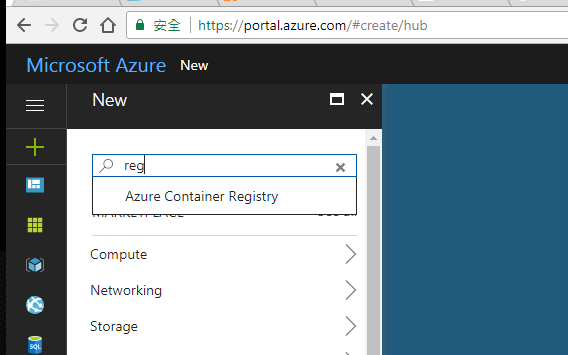 安全 https://portal.azure.com/#create/hub
Microsoft Azure New
New
reg
Azure Container Registry
MARKETPLACE
Compute
Networking
Storage
SQL